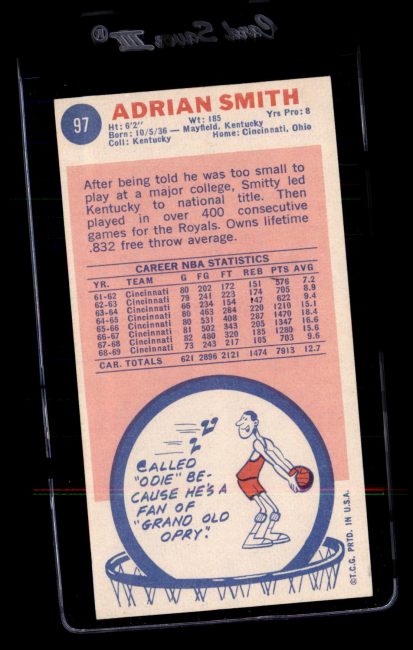 Card Saver III ®
97
ADRIAN SMITH
Ht: 6'2" Wt: 185 Yrs Pro: 8
Born: 10/5/36 — Mayfield, Kentucky
Coll: Kentucky Home: Cincinnati, Ohio
After being told he was too small to
play at a major college, Smitty led
Kentucky to national title. Then
played in over 400 consecutive
games for the Royals. Owns lifetime
.832 free throw average.
CAREER NBA STATISTICS
YR. TEAM G FG FT REB PTS AVG
61-62 Cincinnati 80 202 172 151 576 7.2
62-63 Cincinnati 79 241 223 174 705 8.9
63-64 Cincinnati 66 234 154 147 622 9.4
64-65 Cincinnati 80 463 284 220 1210 15.1
65-66 Cincinnati 80 531 408 287 1470 18.4
66-67 Cincinnati 81 502 343 205 1347 16.6
67-68 Cincinnati 82 480 320 185 1280 15.6
68-69 Cincinnati 73 243 217 105 703 9.6
CAR. TOTALS 621 2896 2121 1474 7913 12.7
CALLED
"ODIE" BE-
CAUSE HE'S A
FAN OF
"GRAND OLD
OPRY".
©T.C.G. PRTD. IN U.S.A.